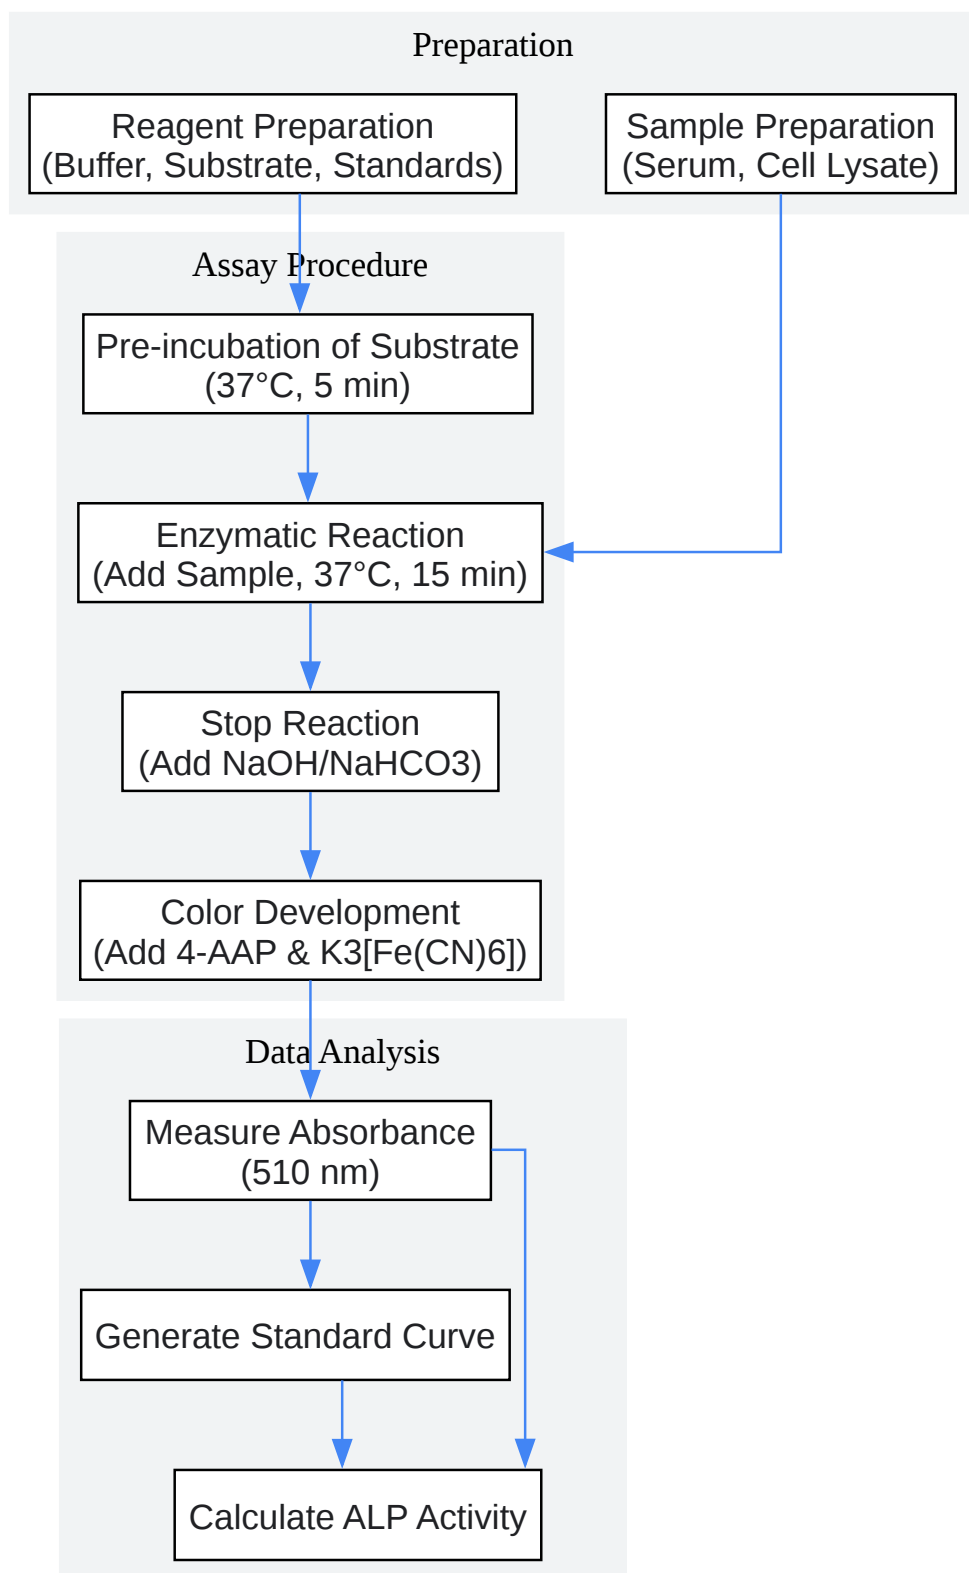 Preparation
Reagent Preparation
(Buffer, Substrate, Standards)
Sample Preparation
(Serum, Cell Lysate)
Assay Procedure
Pre-incubation of Substrate
(37°C, 5 min)
Enzymatic Reaction
(Add Sample, 37°C, 15 min)
Stop Reaction
(Add NaOH/NaHCO3)
Color Development
(Add 4-AAP & K3[Fe(CN)6])
Data Analysis
Measure Absorbance
(510 nm)
Generate Standard Curve
Calculate ALP Activity